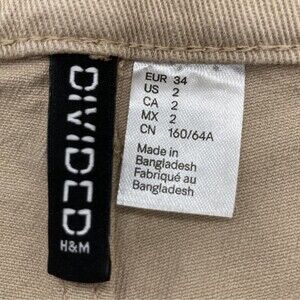 DIVIDED
H&M
EUR 34
US 2
CA 2
MX 2
CN 160/64A
Made in
Bangladesh
Fabriqué au
Bangladesh